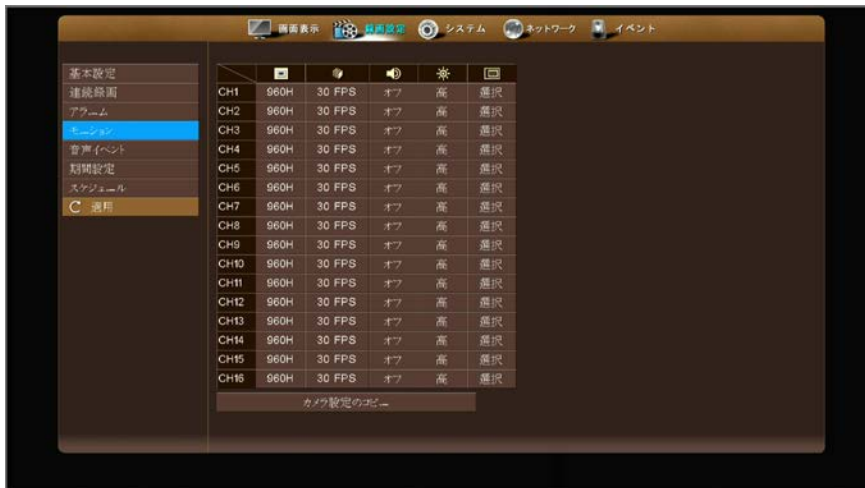 画面表示 録画設定 システム ネットワーク イベント
基本設定
連続録画
アラーム
モーション
音声イベント
期間設定
スケジュール
適用
CH1 960H 30 FPS オフ 高 選択
CH2 960H 30 FPS オフ 高 選択
CH3 960H 30 FPS オフ 高 選択
CH4 960H 30 FPS オフ 高 選択
CH5 960H 30 FPS オフ 高 選択
CH6 960H 30 FPS オフ 高 選択
CH7 960H 30 FPS オフ 高 選択
CH8 960H 30 FPS オフ 高 選択
CH9 960H 30 FPS オフ 高 選択
CH10 960H 30 FPS オフ 高 選択
CH11 960H 30 FPS オフ 高 選択
CH12 960H 30 FPS オフ 高 選択
CH13 960H 30 FPS オフ 高 選択
CH14 960H 30 FPS オフ 高 選択
CH15 960H 30 FPS オフ 高 選択
CH16 960H 30 FPS オフ 高 選択
カメラ設定のコピー